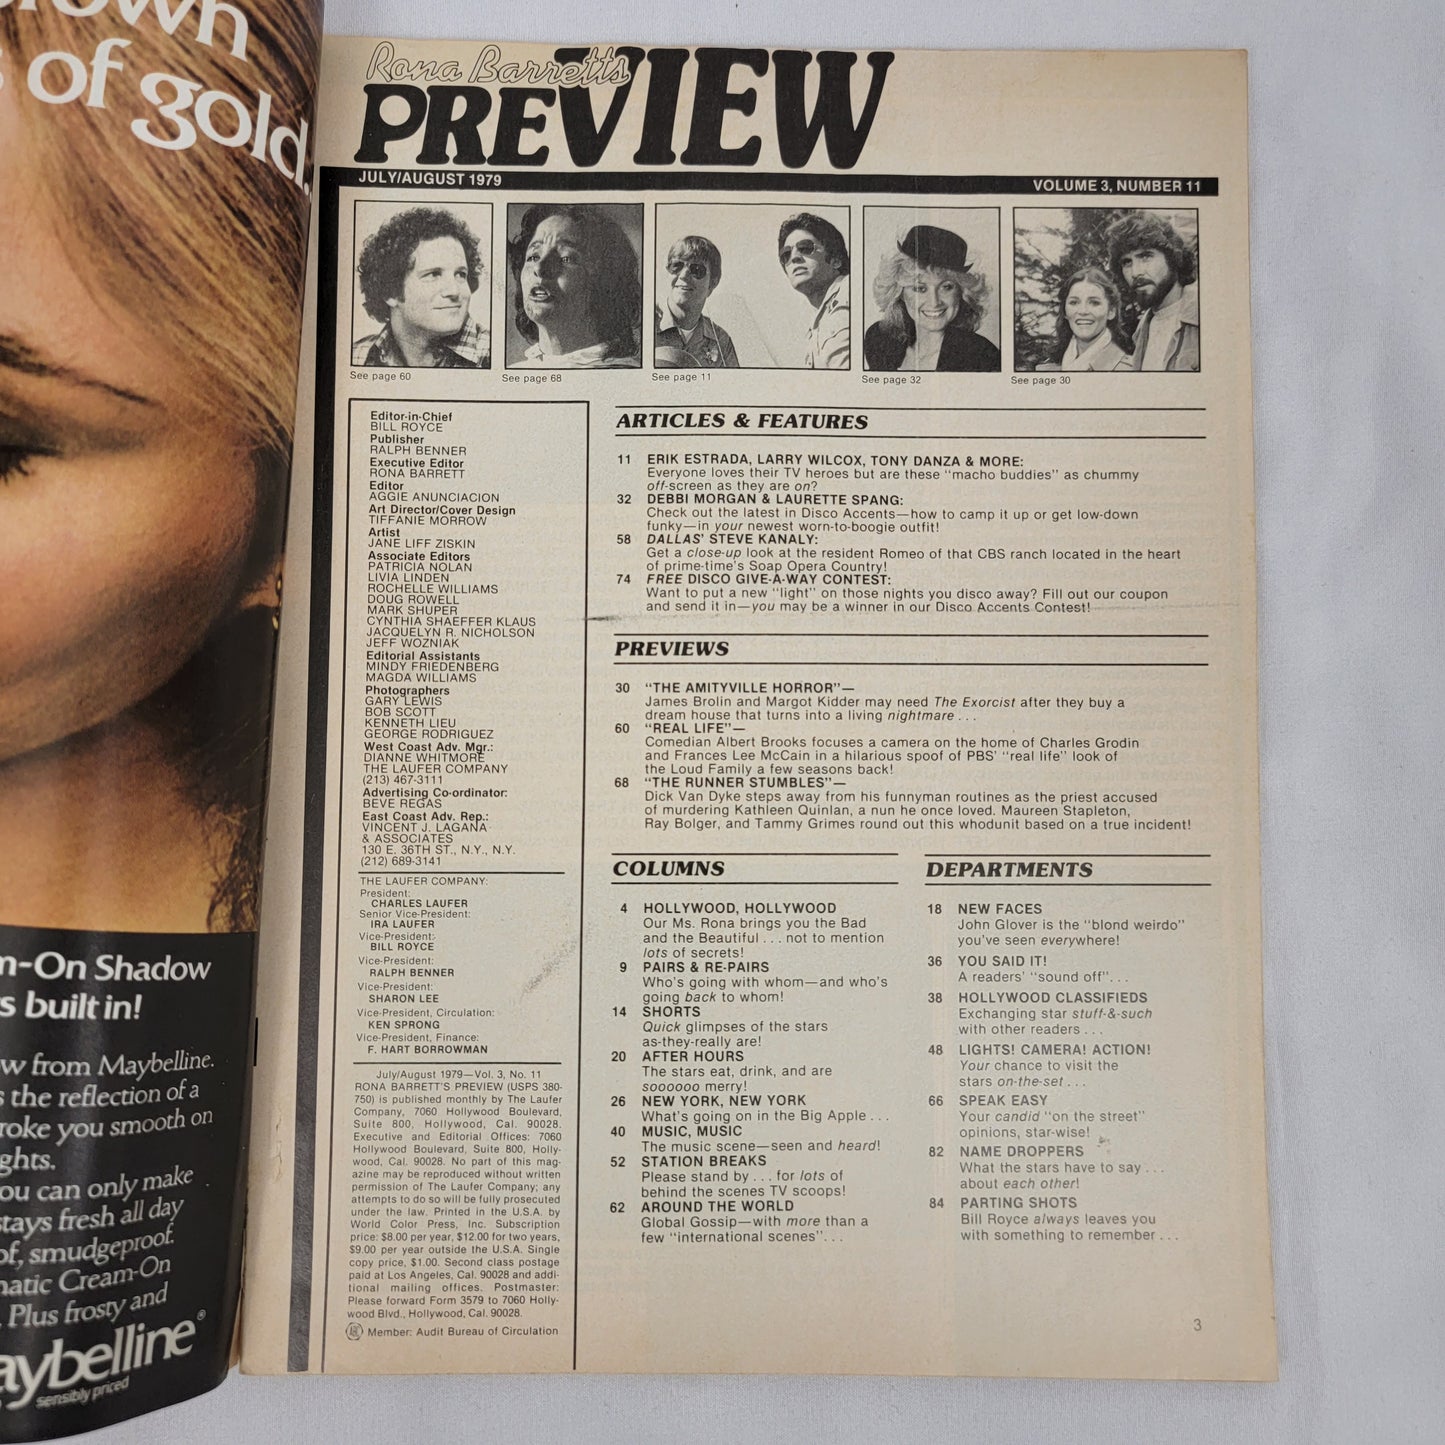 of gold.
m-On Shadow
s built in!
ow from Maybelline.
s the reflection of a
roke you smooth on
ghts.
ou can only make
stays fresh all day
of, smudgeproof.
matic Cream-On
. Plus frosty and
aybelline®
sensibly priced
Rona Barrett's
PREVIEW
JULY/AUGUST 1979
VOLUME 3, NUMBER 11
See page 60
See page 68
See page 11
See page 32
See page 30
Editor-in-Chief
BILL ROYCE
Publisher
RALPH BENNER
Executive Editor
RONA BARRETT
Editor
AGGIE ANUNCIACION
Art Director/Cover Design
TIFFANIE MORROW
Artist
JANE LIFF ZISKIN
Associate Editors
PATRICIA NOLAN
LIVIA LINDEN
ROCHELLE WILLIAMS
DOUG ROWELL
MARK SHUPER
CYNTHIA SHAEFFER KLAUS
JACQUELYN R. NICHOLSON
JEFF WOZNIAK
Editorial Assistants
MINDY FRIEDENBERG
MAGDA WILLIAMS
Photographers
GARY LEWIS
BOB SCOTT
KENNETH LIEU
GEORGE RODRIGUEZ
West Coast Adv. Mgr.:
DIANNE WHITMORE
THE LAUFER COMPANY
(213) 467-3111
Advertising Co-ordinator:
BEVE REGAS
East Coast Adv. Rep.:
VINCENT J. LAGANA
& ASSOCIATES
130 E. 36TH ST., N.Y., N.Y.
(212) 689-3141
THE LAUFER COMPANY:
President:
CHARLES LAUFER
Senior Vice-President:
IRA LAUFER
Vice-President:
BILL ROYCE
Vice-President:
RALPH BENNER
Vice-President:
SHARON LEE
Vice-President, Circulation:
KEN SPRONG
Vice-President, Finance:
F. HART BORROWMAN
July/August 1979—Vol. 3, No. 11
RONA BARRETT'S PREVIEW (USPS 380-
750) is published monthly by The Laufer
Company, 7060 Hollywood Boulevard,
Suite 800, Hollywood, Cal. 90028.
Executive and Editorial Offices: 7060
Hollywood Boulevard, Suite 800, Holly-
wood, Cal. 90028. No part of this mag-
azine may be reproduced without written
permission of The Laufer Company; any
attempts to do so will be fully prosecuted
under the law. Printed in the U.S.A. by
World Color Press, Inc. Subscription
price: $8.00 per year, $12.00 for two years,
$9.00 per year outside the U.S.A. Single
copy price, $1.00. Second class postage
paid at Los Angeles, Cal. 90028 and addi-
tional mailing offices. Postmaster:
Please forward Form 3579 to 7060 Holly-
wood Blvd., Hollywood, Cal. 90028.
Member: Audit Bureau of Circulation
ARTICLES & FEATURES
11 ERIK ESTRADA, LARRY WILCOX, TONY DANZA & MORE:
Everyone loves their TV heroes but are these "macho buddies" as chummy
off-screen as they are on?
32 DEBBI MORGAN & LAURETTE SPANG:
Check out the latest in Disco Accents—how to camp it up or get low-down
funky—in your newest worn-to-boogie outfit!
58 DALLAS' STEVE KANALY:
Get a close-up look at the resident Romeo of that CBS ranch located in the heart
of prime-time's Soap Opera Country!
74 FREE DISCO GIVE-A-WAY CONTEST:
Want to put a new "light" on those nights you disco away? Fill out our coupon
and send it in—you may be a winner in our Disco Accents Contest!
PREVIEWS
30 "THE AMITYVILLE HORROR"—
James Brolin and Margot Kidder may need The Exorcist after they buy a
dream house that turns into a living nightmare . . .
60 "REAL LIFE"—
Comedian Albert Brooks focuses a camera on the home of Charles Grodin
and Frances Lee McCain in a hilarious spoof of PBS' "real life" look of
the Loud Family a few seasons back!
68 "THE RUNNER STUMBLES"—
Dick Van Dyke steps away from his funnyman routines as the priest accused
of murdering Kathleen Quinlan, a nun he once loved. Maureen Stapleton,
Ray Bolger, and Tammy Grimes round out this whodunit based on a true incident!
COLUMNS
4 HOLLYWOOD, HOLLYWOOD
Our Ms. Rona brings you the Bad
and the Beautiful . . . not to mention
lots of secrets!
9 PAIRS & RE-PAIRS
Who's going with whom—and who's
going back to whom!
14 SHORTS
Quick glimpses of the stars
as-they-really are!
20 AFTER HOURS
The stars eat, drink, and are
soooooo merry!
26 NEW YORK, NEW YORK
What's going on in the Big Apple . . .
40 MUSIC, MUSIC
The music scene—seen and heard!
52 STATION BREAKS
Please stand by . . . for lots of
behind the scenes TV scoops!
62 AROUND THE WORLD
Global Gossip—with more than a
few "international scenes". . .
DEPARTMENTS
18 NEW FACES
John Glover is the "blond weirdo"
you've seen everywhere!
36 YOU SAID IT!
A readers' "sound off". . .
38 HOLLYWOOD CLASSIFIEDS
Exchanging star stuff-&-such
with other readers . . .
48 LIGHTS! CAMERA! ACTION!
Your chance to visit the
stars on-the-set . . .
66 SPEAK EASY
Your candid "on the street"
opinions, star-wise!
82 NAME DROPPERS
What the stars have to say . . .
about each other!
84 PARTING SHOTS
Bill Royce always leaves you
with something to remember . . .
3